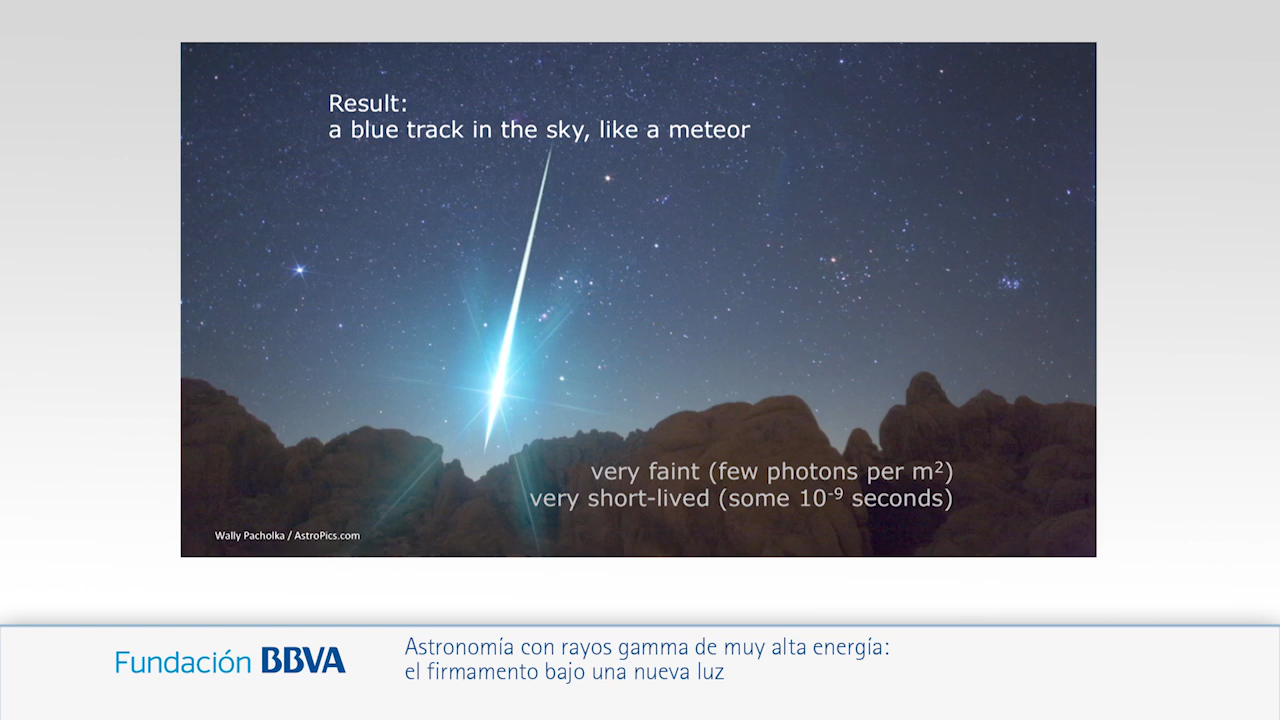 Result:
a blue track in the sky, like a meteor
very faint (few photons per m²)
very short-lived (some 10⁻⁹ seconds)
Wally Pacholka / AstroPics.com
Fundación BBVA
Astronomía con rayos gamma de muy alta energía:
el firmamento bajo una nueva luz